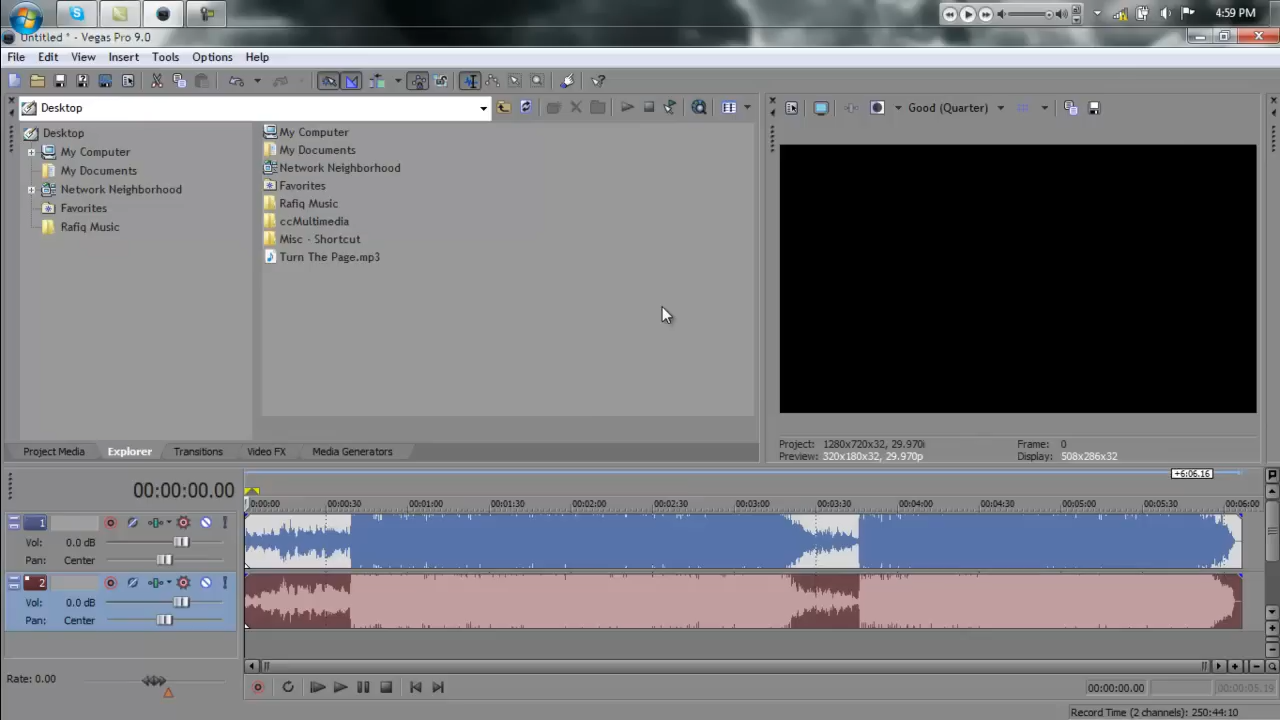 4:59 PM
Untitled * - Vegas Pro 9.0
File Edit View Insert Tools Options Help
Desktop
Good (Quarter)
Desktop
My Computer
My Documents
Network Neighborhood
Favorites
Rafiq Music
My Computer
My Documents
Network Neighborhood
Favorites
Rafiq Music
ccMultimedia
Misc - Shortcut
Turn The Page.mp3
Project: 1280x720x32, 29.970i
Frame: 0
Preview: 320x180x32, 29.970p
Display: 508x286x32
Project Media Explorer Transitions Video FX Media Generators
+6:06.16
00:00:00.00
0:00:00 00:00:30 00:01:00 00:01:30 00:02:00 00:02:30 00:03:00 00:03:30 00:04:00 00:04:30 00:05:00 00:05:30 00:06:00
1
Vol: 0.0 dB
Pan: Center
2
Vol: 0.0 dB
Pan: Center
Rate: 0.00
00:00:00.00
00:00:05.19
Record Time (2 channels): 250:44:10